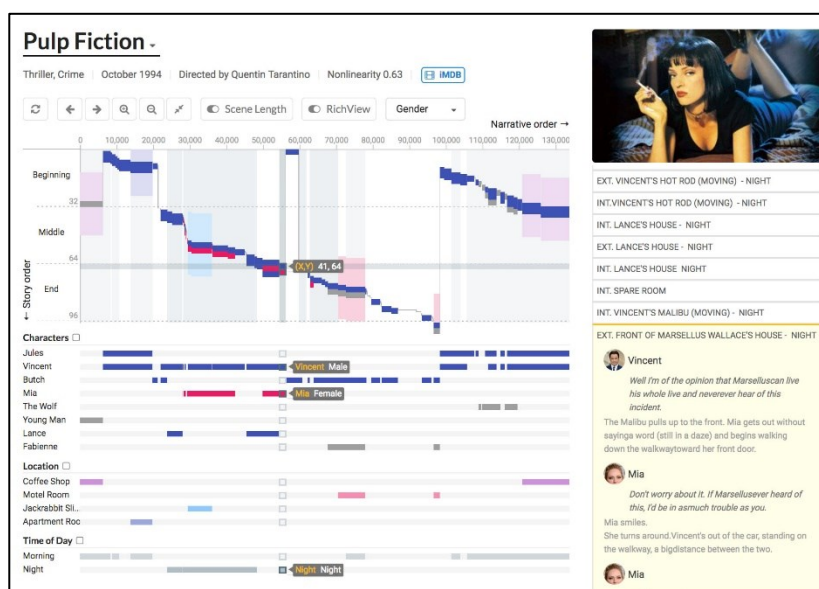 Pulp Fiction
Thriller, Crime October 1994 Directed by Quentin Tarantino Nonlinearity 0.63 iMDB
Scene Length RichView Gender
Narrative order →
0 10,000 20,000 30,000 40,000 50,000 60,000 70,000 80,000 90,000 100,000 110,000 120,000 130,000
Beginning
32
Middle
64
(X,Y) 41, 64
End
96
← Story order
Characters
Jules
Vincent
Vincent Male
Butch
Mia
Mia Female
The Wolf
Young Man
Lance
Fabienne
Location
Coffee Shop
Motel Room
Jackrabbit Sli..
Apartment Roo
Time of Day
Morning
Night
Night Night
EXT. VINCENT'S HOT ROD (MOVING) - NIGHT
INT.VINCENT'S HOT ROD (MOVING) - NIGHT
INT. LANCE'S HOUSE - NIGHT
EXT. LANCE'S HOUSE - NIGHT
INT. LANCE'S HOUSE NIGHT
INT. SPARE ROOM
INT. VINCENT'S MALIBU (MOVING) - NIGHT
EXT. FRONT OF MARSELLUS WALLACE'S HOUSE - NIGHT
Vincent
Well I'm of the opinion that Marselluscan live
his whole live and neverever hear of this
incident.
The Malibu pulls up to the front. Mia gets out without
sayinga word (still in a daze) and begins walking
down the walkwaytoward her front door.
Mia
Don't worry about it. If Marsellusever heard of
this, I'd be in asmuch trouble as you.
Mia smiles.
She turns around.Vincent's out of the car, standing on
the walkway, a bigdistance between the two.
Mia